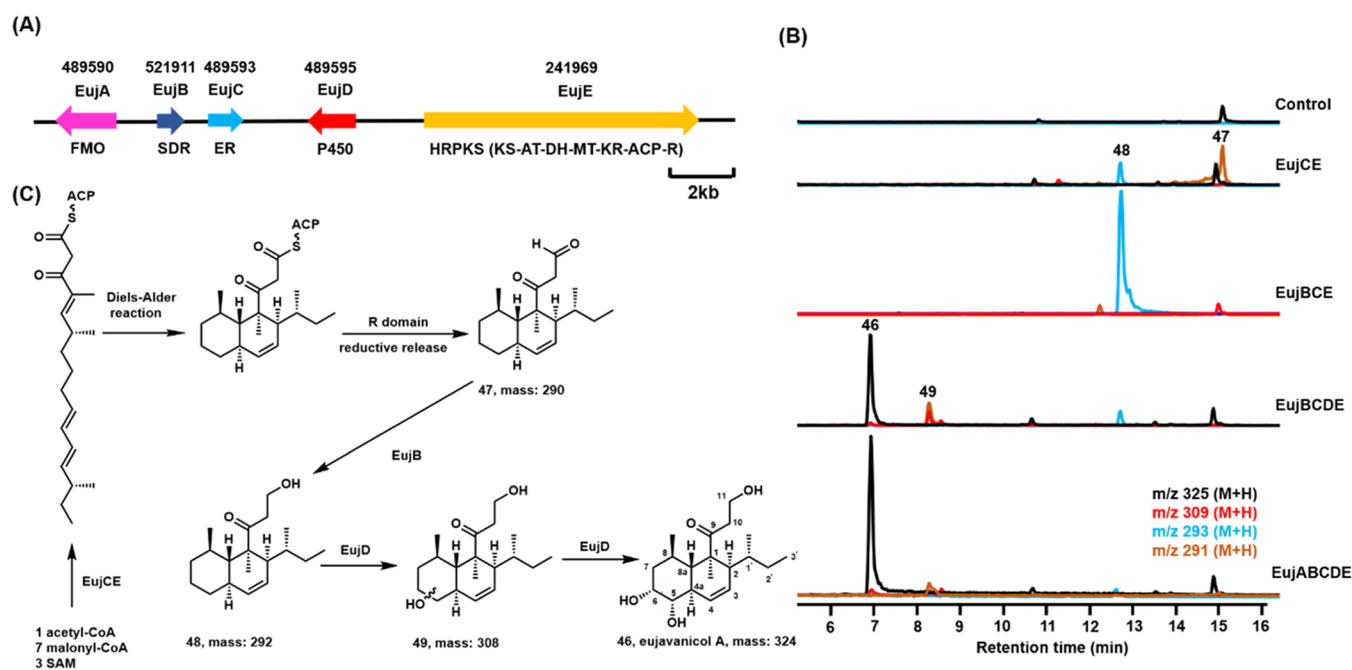 (A)
489590 521911 489593 489595 241969
EujA EujB EujC EujD EujE
FMO SDR ER P450 HRPKS (KS-AT-DH-MT-KR-ACP-R)
2kb
(C)
ACP
S
O
O
Diels-Alder
reaction
ACP
S
O
O
H
H
R domain
reductive release
H O
O
H
H
47, mass: 290
EujB
EujCE
1 acetyl-CoA
7 malonyl-CoA
3 SAM
OH
O
H
H
48, mass: 292
EujD
OH
O
H
H
HO
49, mass: 308
EujD
OH
11
O 9 10
8 H 1 1' 3'
7 8a 2 2'
H
6 5 4a 3
HO H 4
OH
46, eujavanicol A, mass: 324
(B)
Control
47
48
EujCE
EujBCE
46
49
EujBCDE
m/z 325 (M+H)
m/z 309 (M+H)
m/z 293 (M+H)
m/z 291 (M+H)
EujABCDE
6 7 8 9 10 11 12 13 14 15 16
Retention time (min)